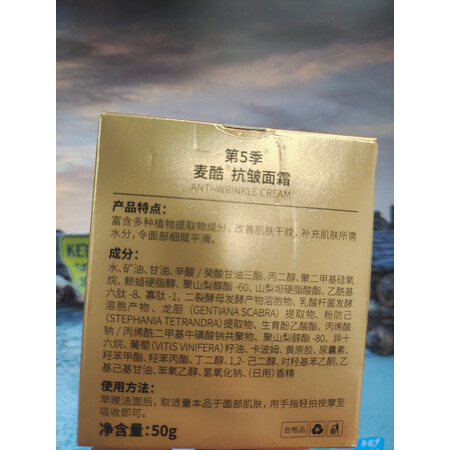 第5季®
麦酷®抗皱面霜
ANTI-WRINKLE CREAM
产品特点：
富含多种植物提取物成分，改善肌肤干纹，补充肌肤所需
水分，令面部细腻平滑。
成分：
水、矿油、甘油、辛酸/癸酸甘油三酯、丙二醇、聚二甲基硅氧
烷、鲸蜡硬脂醇、聚山梨醇酯-60、山梨坦硬脂酸酯、乙酰基
六肽-8、寡肽-1、二裂酵母发酵产物溶胞物、乳酸杆菌发酵
溶胞产物、龙胆（GENTIANA SCABRA）提取物、粉防己
(STEPHANIA TETRANDRA)提取物、生育酚乙酸酯、丙烯酸
钠/丙烯酰二甲基牛磺酸钠共聚物、聚山梨醇酯-80、异十
六烷、葡萄(VITIS VINIFERA)籽油、卡波姆、黄原胶、尿囊素、
羟苯甲酯、羟苯丙酯、丁二醇、1,2-己二醇、对羟基苯乙酮、乙
基己基甘油、苯氧乙醇、氢氧化钠、(日用)香精
使用方法：
早晚洁面后，取适量本品于面部肌肤，用手指轻拍按摩至
吸收即可。
净含量:50g
合格品